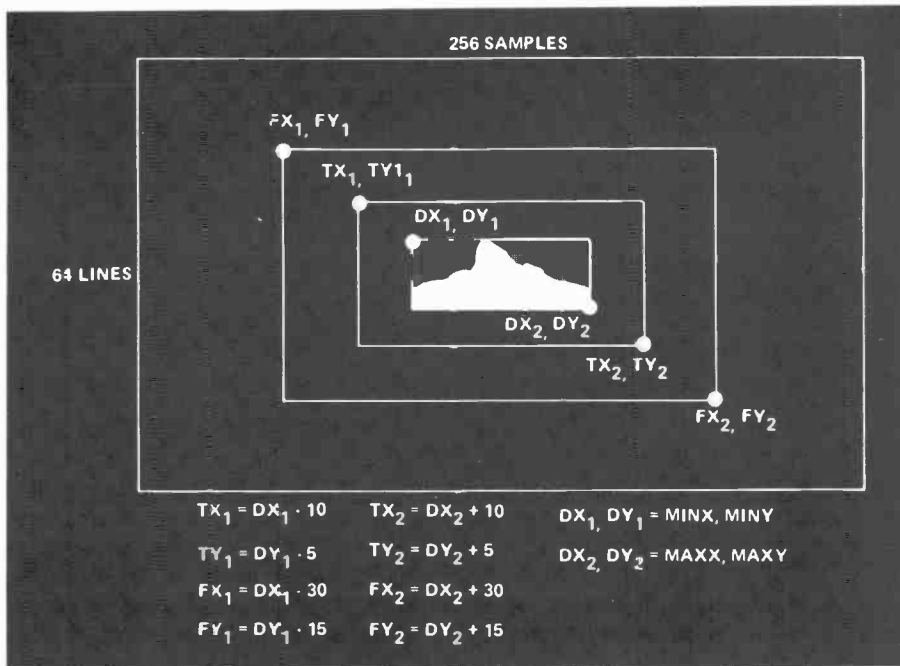 256 SAMPLES
FX1, FY1
TX1, TY11
DX1, DY1
64 LINES
DX2, DY2
TX2, TY2
FX2, FY2
TX1 = DX1 · 10 TX2 = DX2 + 10 DX1, DY1 = MINX, MINY
TY1 = DY1 · 5 TY2 = DY2 + 5 DX2, DY2 = MAXX, MAXY
FX1 = DX1 · 30 FX2 = DX2 + 30
FY1 = DY1 · 15 FY2 = DY2 + 15